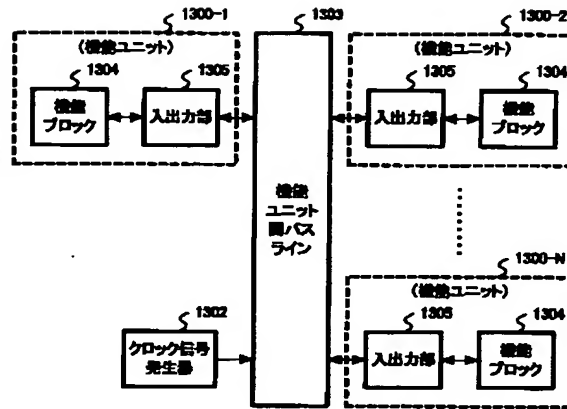 1300-1
(機能ユニット)
1304
1305
機能
ブロック
入出力部
1303
機能
ユニット
間バス
ライン
1300-2
(機能ユニット)
1305
1304
入出力部
機能
ブロック
1300-N
(機能ユニット)
1305
1304
入出力部
機能
ブロック
1302
クロック信号
発生器